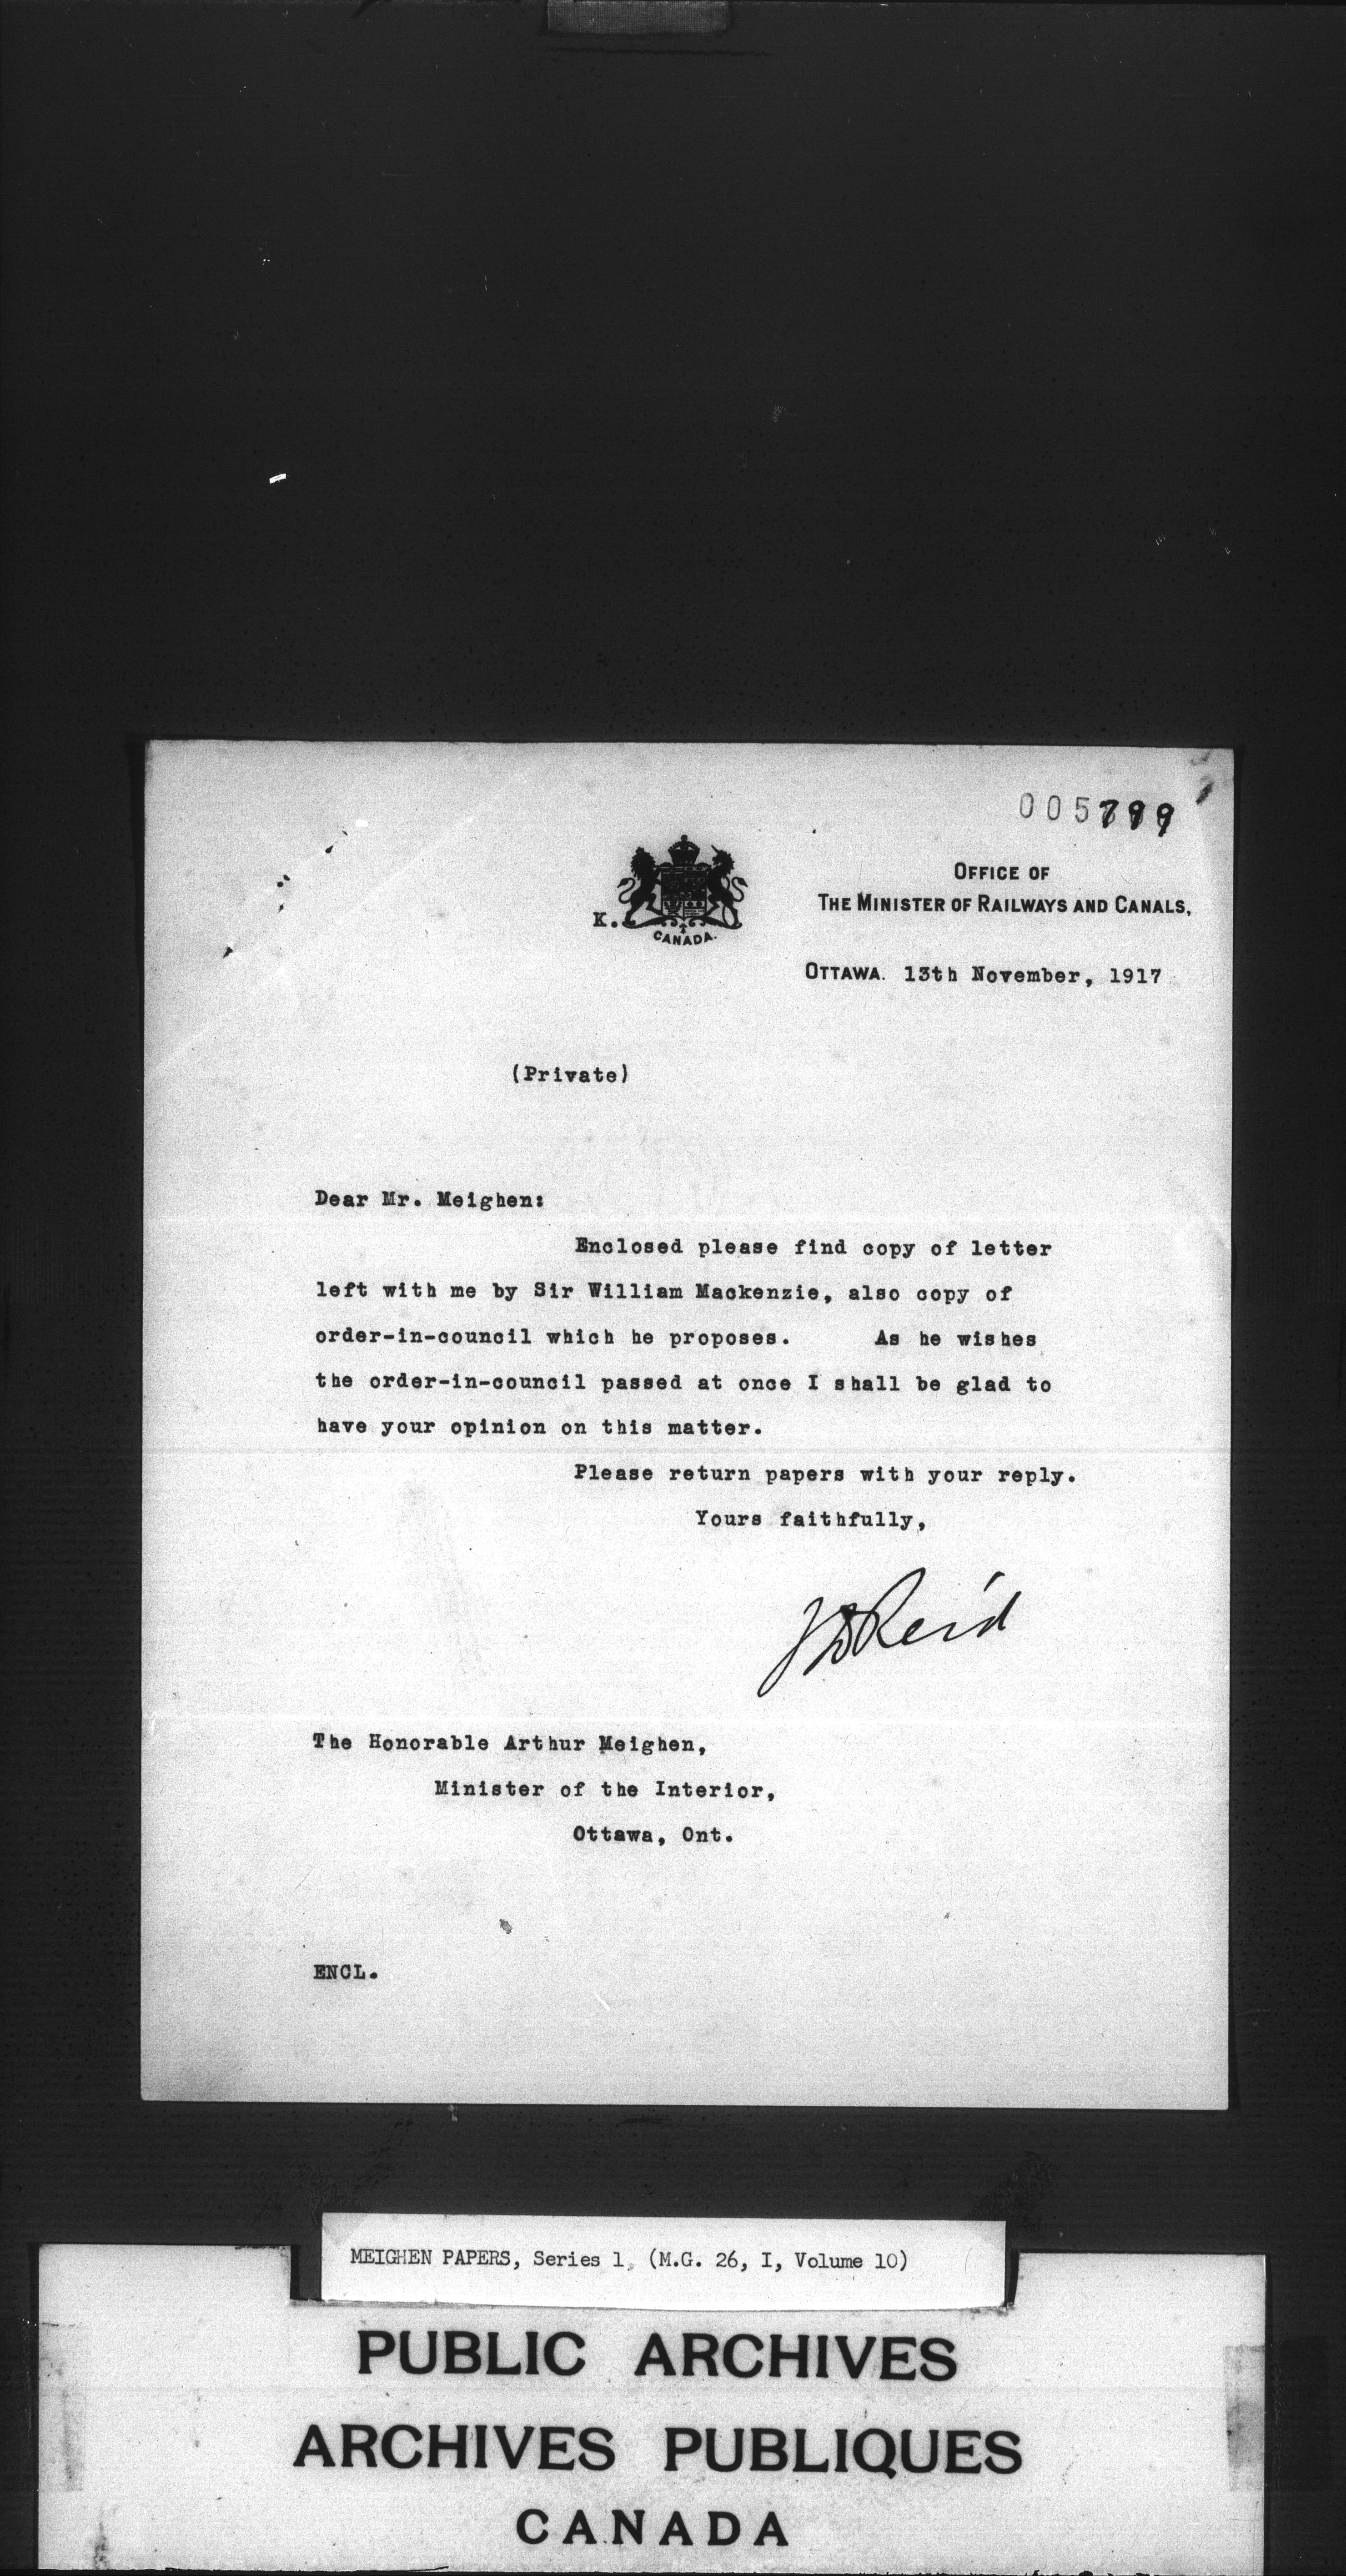 005799
OFFICE OF
THE MINISTER OF RAILWAYS AND CANALS,
K.
CANADA.
OTTAWA. 13th November, 1917
(Private)
Dear Mr. Meighen:
Enclosed please find copy of letter
left with me by Sir William Mackenzie, also copy of
order-in-council which he proposes. As he wishes
the order-in-council passed at once I shall be glad to
have your opinion on this matter.
Please return papers with your reply.
Yours faithfully,
JDReid
The Honorable Arthur Meighen,
Minister of the Interior,
Ottawa, Ont.
ENCL.
MEIGHEN PAPERS, Series 1, (M.G. 26, I, Volume 10)
PUBLIC ARCHIVES
ARCHIVES PUBLIQUES
CANADA